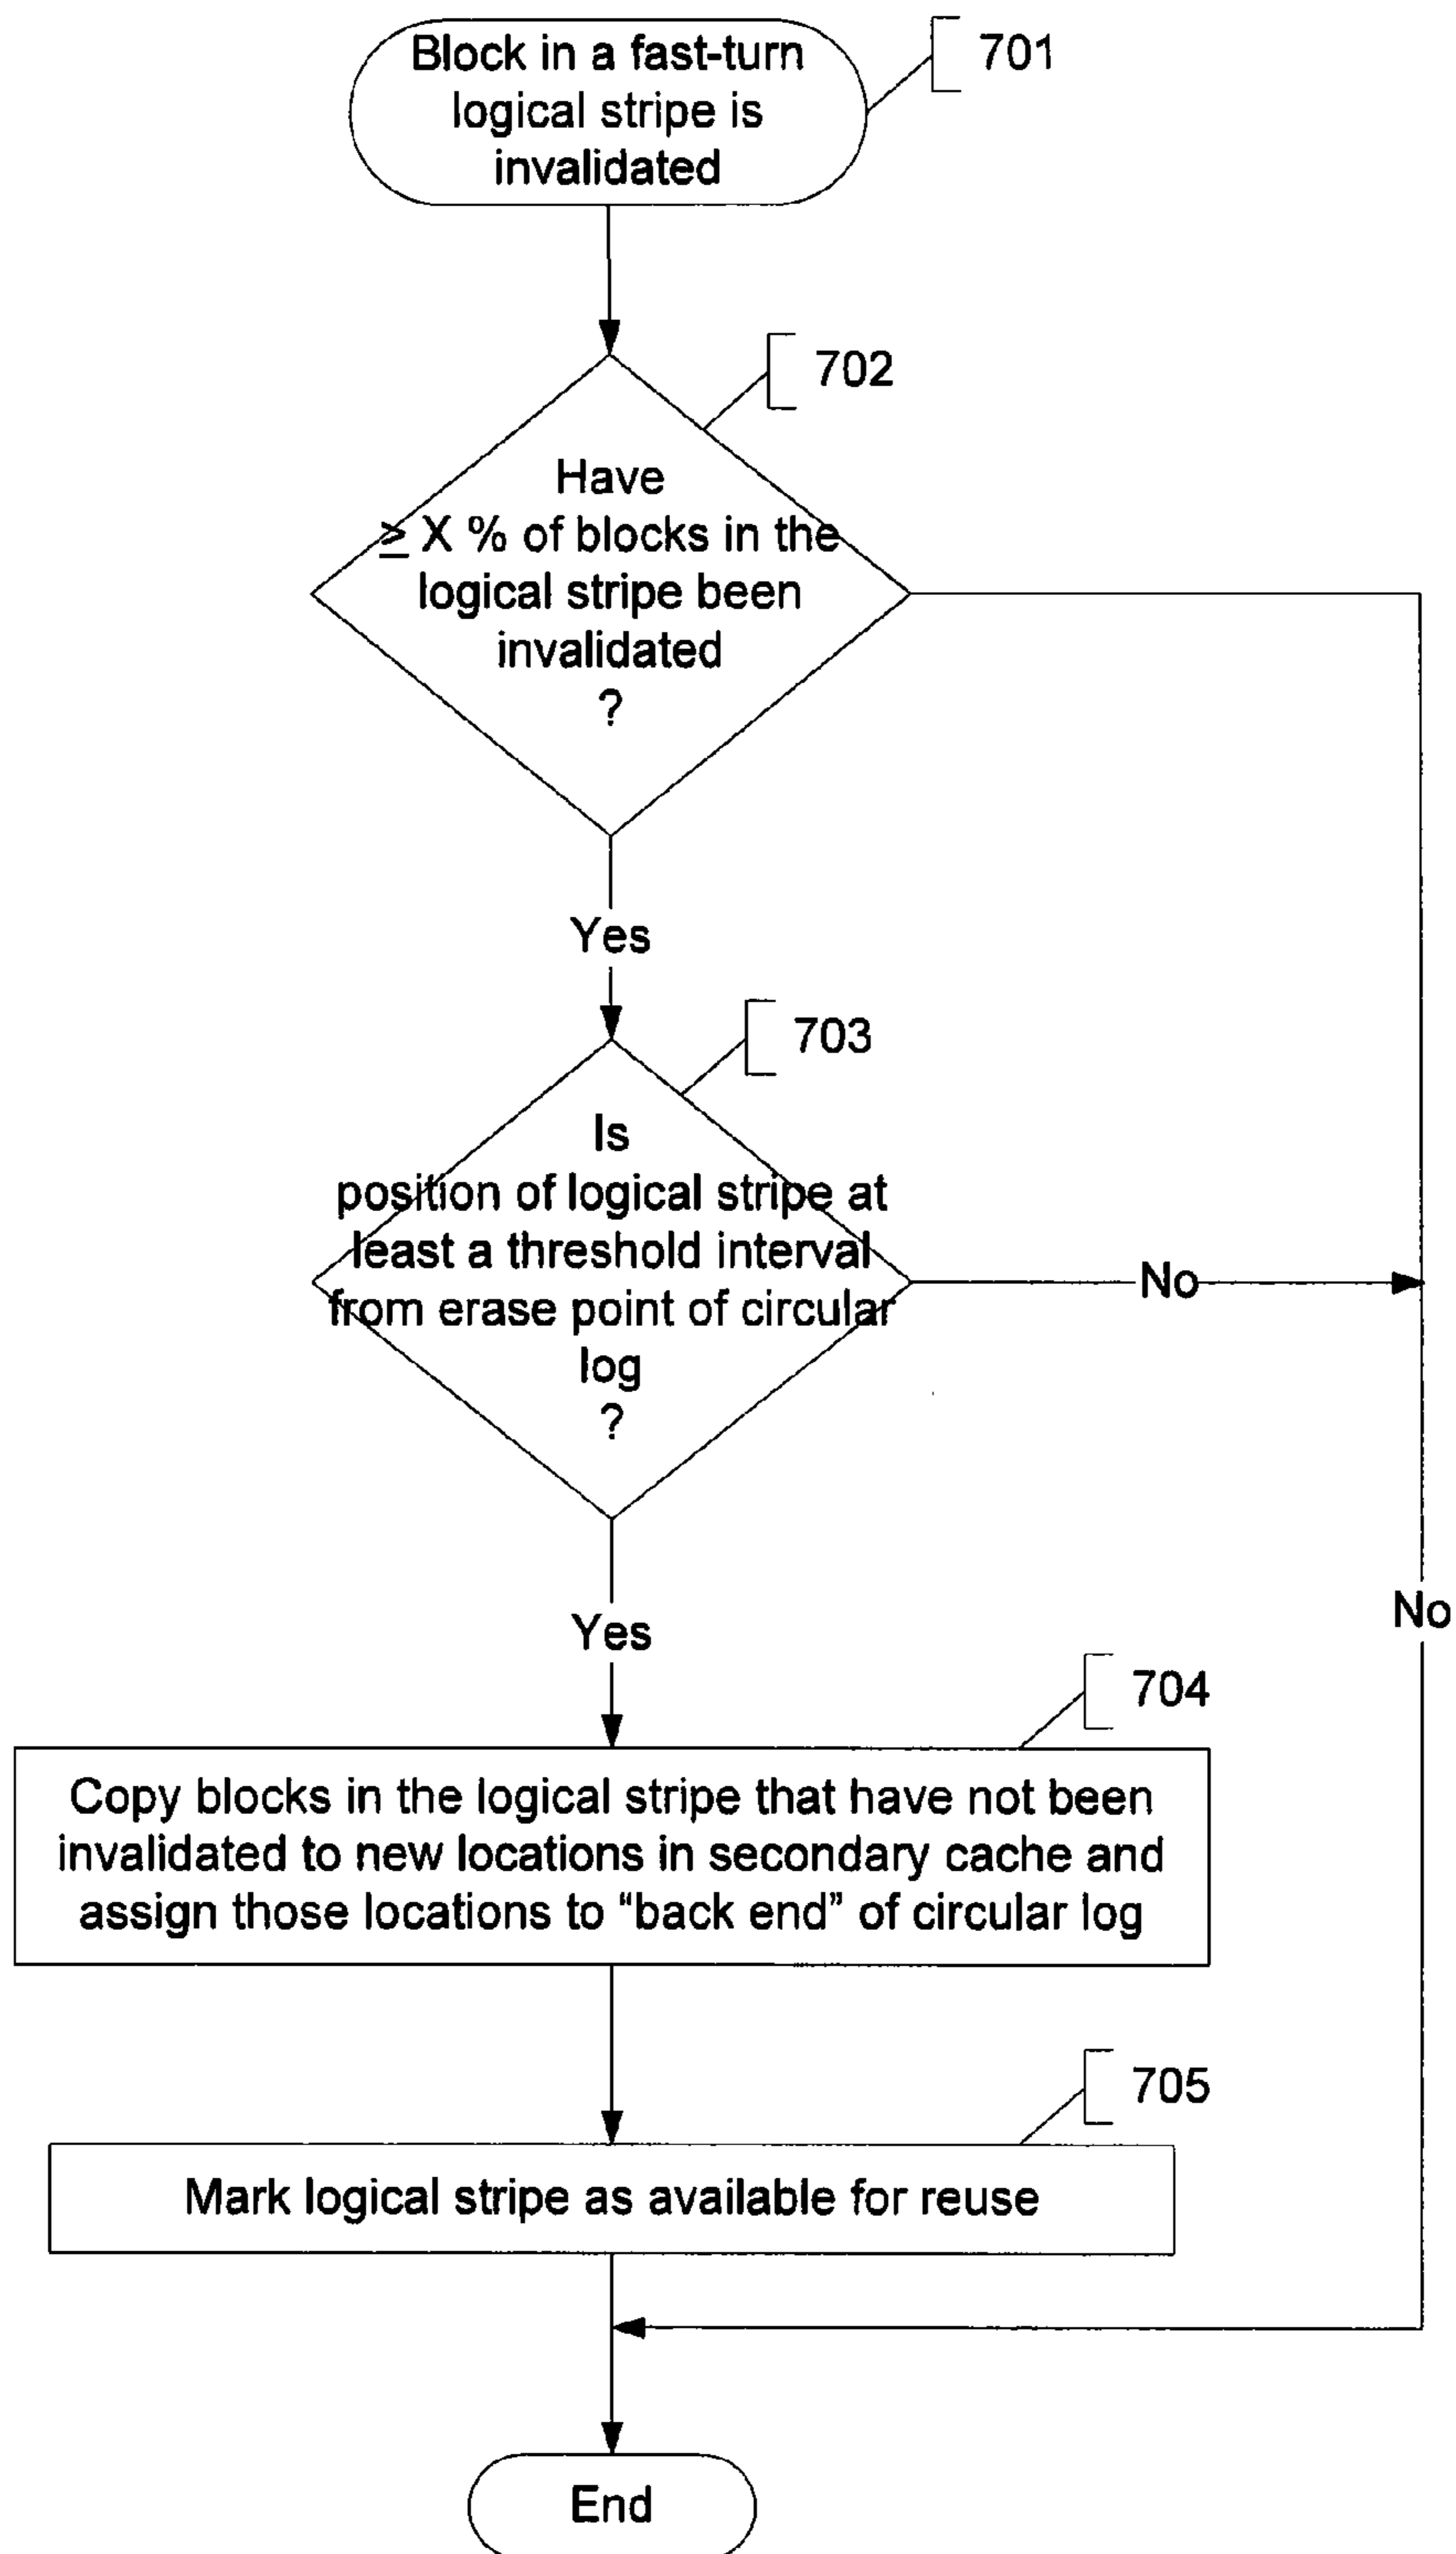 Block in a fast-turn
logical stripe is
invalidated
701
702
Have
≥ X % of blocks in the
logical stripe been
invalidated
?
Yes
703
Is
position of logical stripe at
least a threshold interval
from erase point of circular
log
?
No
Yes
No
704
Copy blocks in the logical stripe that have not been
invalidated to new locations in secondary cache and
assign those locations to “back end” of circular log
705
Mark logical stripe as available for reuse
End